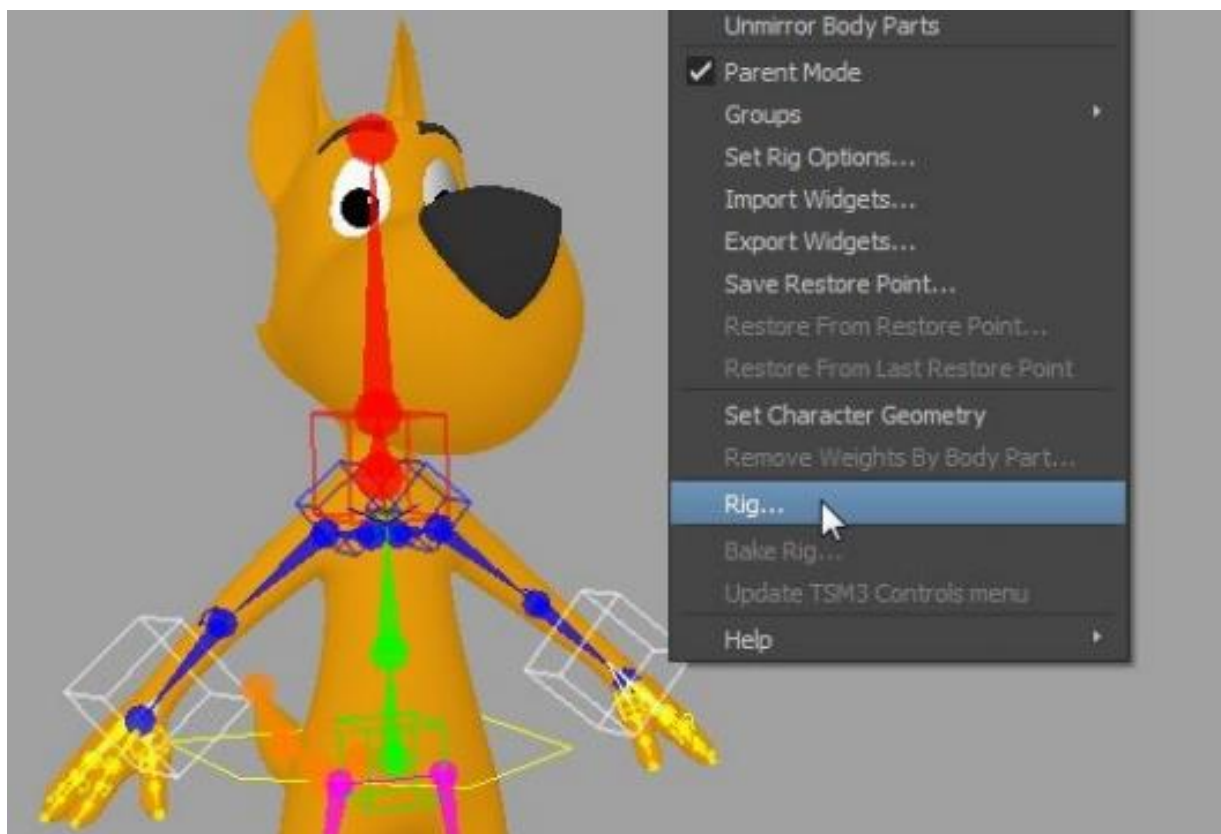 Unmirror Body Parts
Parent Mode
Groups
Set Rig Options...
Import Widgets...
Export Widgets...
Save Restore Point...
Restore From Restore Point...
Restore From Last Restore Point
Set Character Geometry
Remove Weights By Body Part...
Rig...
Bake Rig...
Update TSM3 Controls menu
Help